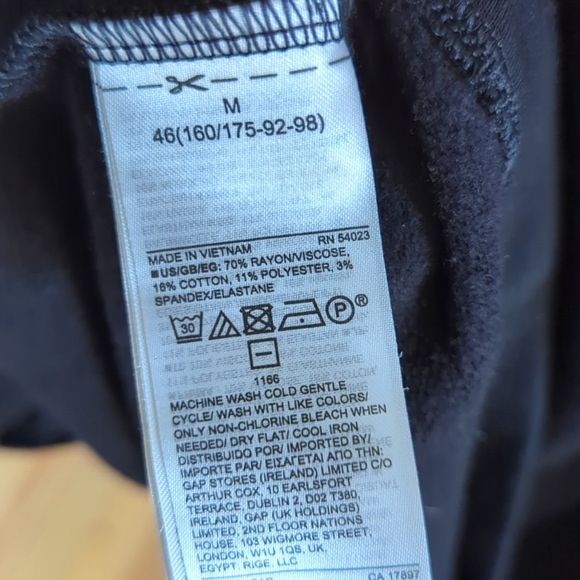 M
46(160/175-92-98)
MADE IN VIETNAM RN 54023
■US/GB/EG: 70% RAYON/VISCOSE,
16% COTTON, 11% POLYESTER, 3%
SPANDEX/ELASTANE
30 P®
1166
MACHINE WASH COLD GENTLE
CYCLE/ WASH WITH LIKE COLORS/
ONLY NON-CHLORINE BLEACH WHEN
NEEDED/ DRY FLAT/ COOL IRON
DISTRIBUIDO POR/ IMPORTED BY/
IMPORTE PAR/ ΕΙΣΑΓΕΤΑΙ ΑΠΟ ΤΗΝ:
GAP STORES (IRELAND) LIMITED C/O
ARTHUR COX, 10 EARLSFORT
TERRACE, DUBLIN 2, D02 T380,
IRELAND, GAP (UK HOLDINGS)
LIMITED, 2ND FLOOR NATIONS
HOUSE, 103 WIGMORE STREET,
LONDON, W1U 1QS, UK,
EGYPT: RIGE, LLC
CA 17897